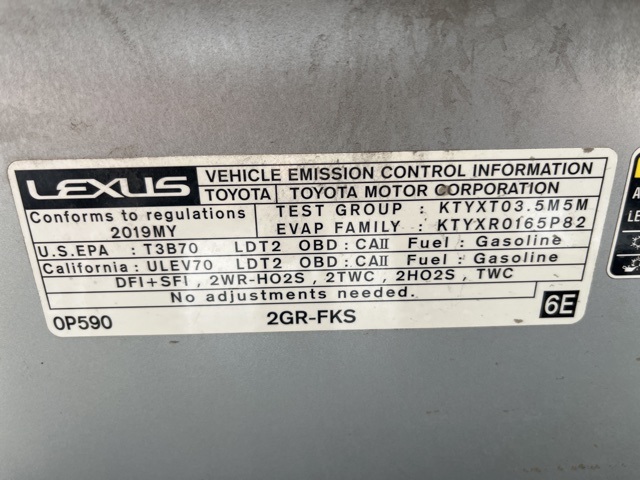 LEXUS
VEHICLE EMISSION CONTROL INFORMATION
TOYOTA TOYOTA MOTOR CORPORATION
Conforms to regulations
2019MY
TEST GROUP : KTYXT03.5M5M
EVAP FAMILY : KTYXR0165P82
U.S.EPA : T3B70 LDT2 OBD : CAII Fuel : Gasoline
California : ULEV70 LDT2 OBD : CAII Fuel : Gasoline
DFI+SFI , 2WR-HO2S , 2TWC , 2HO2S , TWC
No adjustments needed.
0P590 2GR-FKS 6E
A
LE